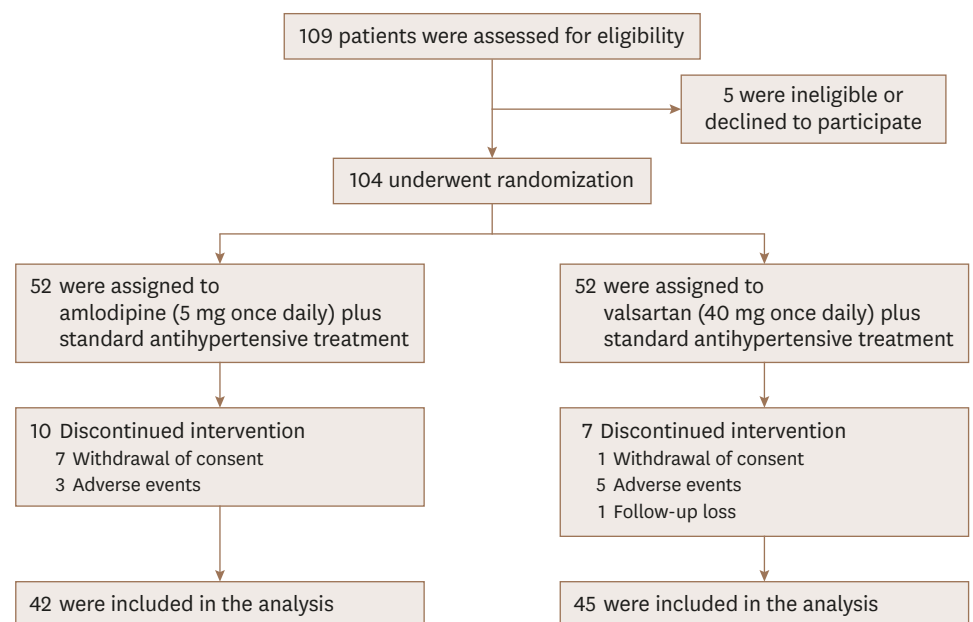 109 patients were assessed for eligibility
5 were ineligible or
declined to participate
104 underwent randomization
52 were assigned to
amlodipine (5 mg once daily) plus
standard antihypertensive treatment
52 were assigned to
valsartan (40 mg once daily) plus
standard antihypertensive treatment
10 Discontinued intervention
7 Withdrawal of consent
3 Adverse events
7 Discontinued intervention
1 Withdrawal of consent
5 Adverse events
1 Follow-up loss
42 were included in the analysis
45 were included in the analysis